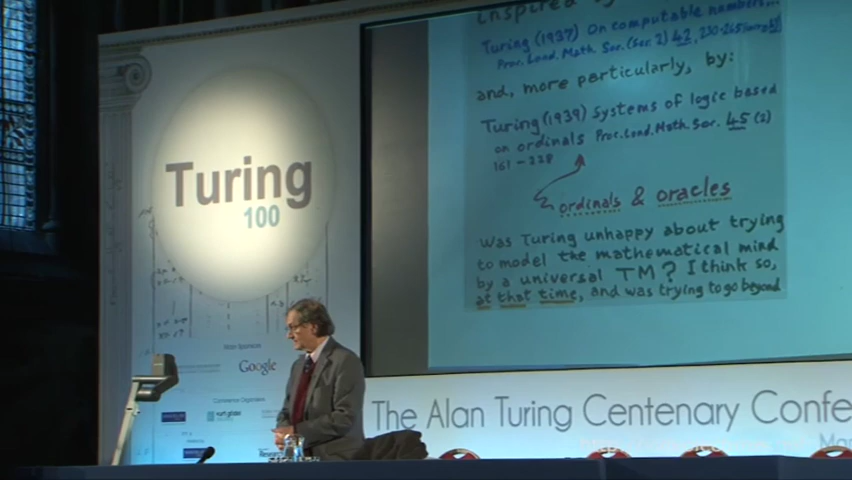 inspired by
Turing (1937) On computable numbers...
Proc. Lond. Math. Soc. (Ser. 2) 42, 230-265
and, more particularly, by:
Turing (1939) Systems of logic based
on ordinals Proc. Lond. Math. Soc. 45 (2)
161-228
ordinals & oracles
Was Turing unhappy about trying
to model the mathematical mind
by a universal TM? I think so,
at that time, and was trying to go beyond
Turing
100
Google
The Alan Turing Centenary Confe